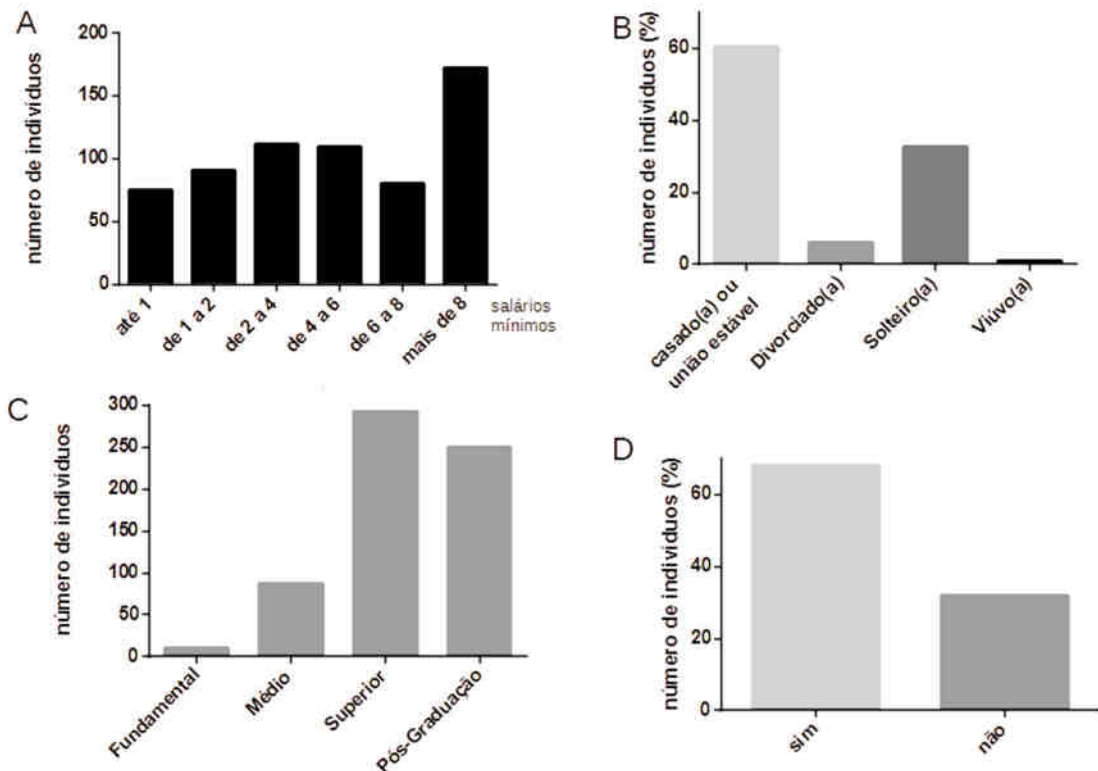 A
número de indivíduos
200
150
100
50
0
até 1
de 1 a 2
de 2 a 4
de 4 a 6
de 6 a 8
mais de 8
salários
mínimos
B
número de indivíduos (%)
60
40
20
0
casado(a) ou
união estável
Divorciado(a)
Solteiro(a)
Viúvo(a)
C
número de indivíduos
300
250
200
150
100
50
0
Fundamental
Médio
Superior
Pós-Graduação
D
número de indivíduos (%)
60
40
20
0
sim
não